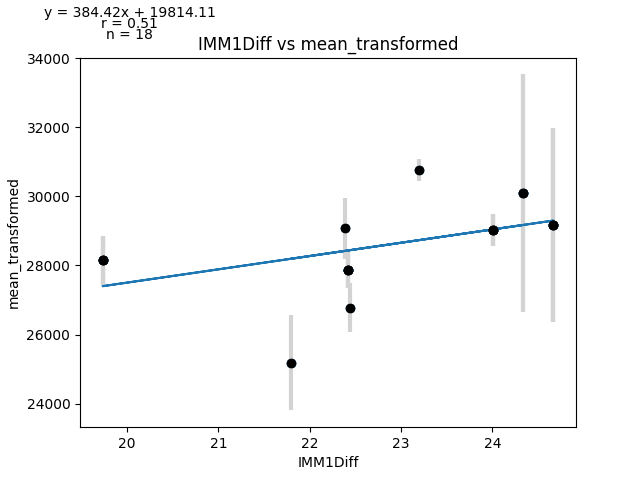 y = 384.42x + 19814.11
r = 0.51
n = 18
IMM1Diff vs mean_transformed
34000
32000
30000
28000
26000
24000
mean_transformed
20 21 22 23 24
IMM1Diff